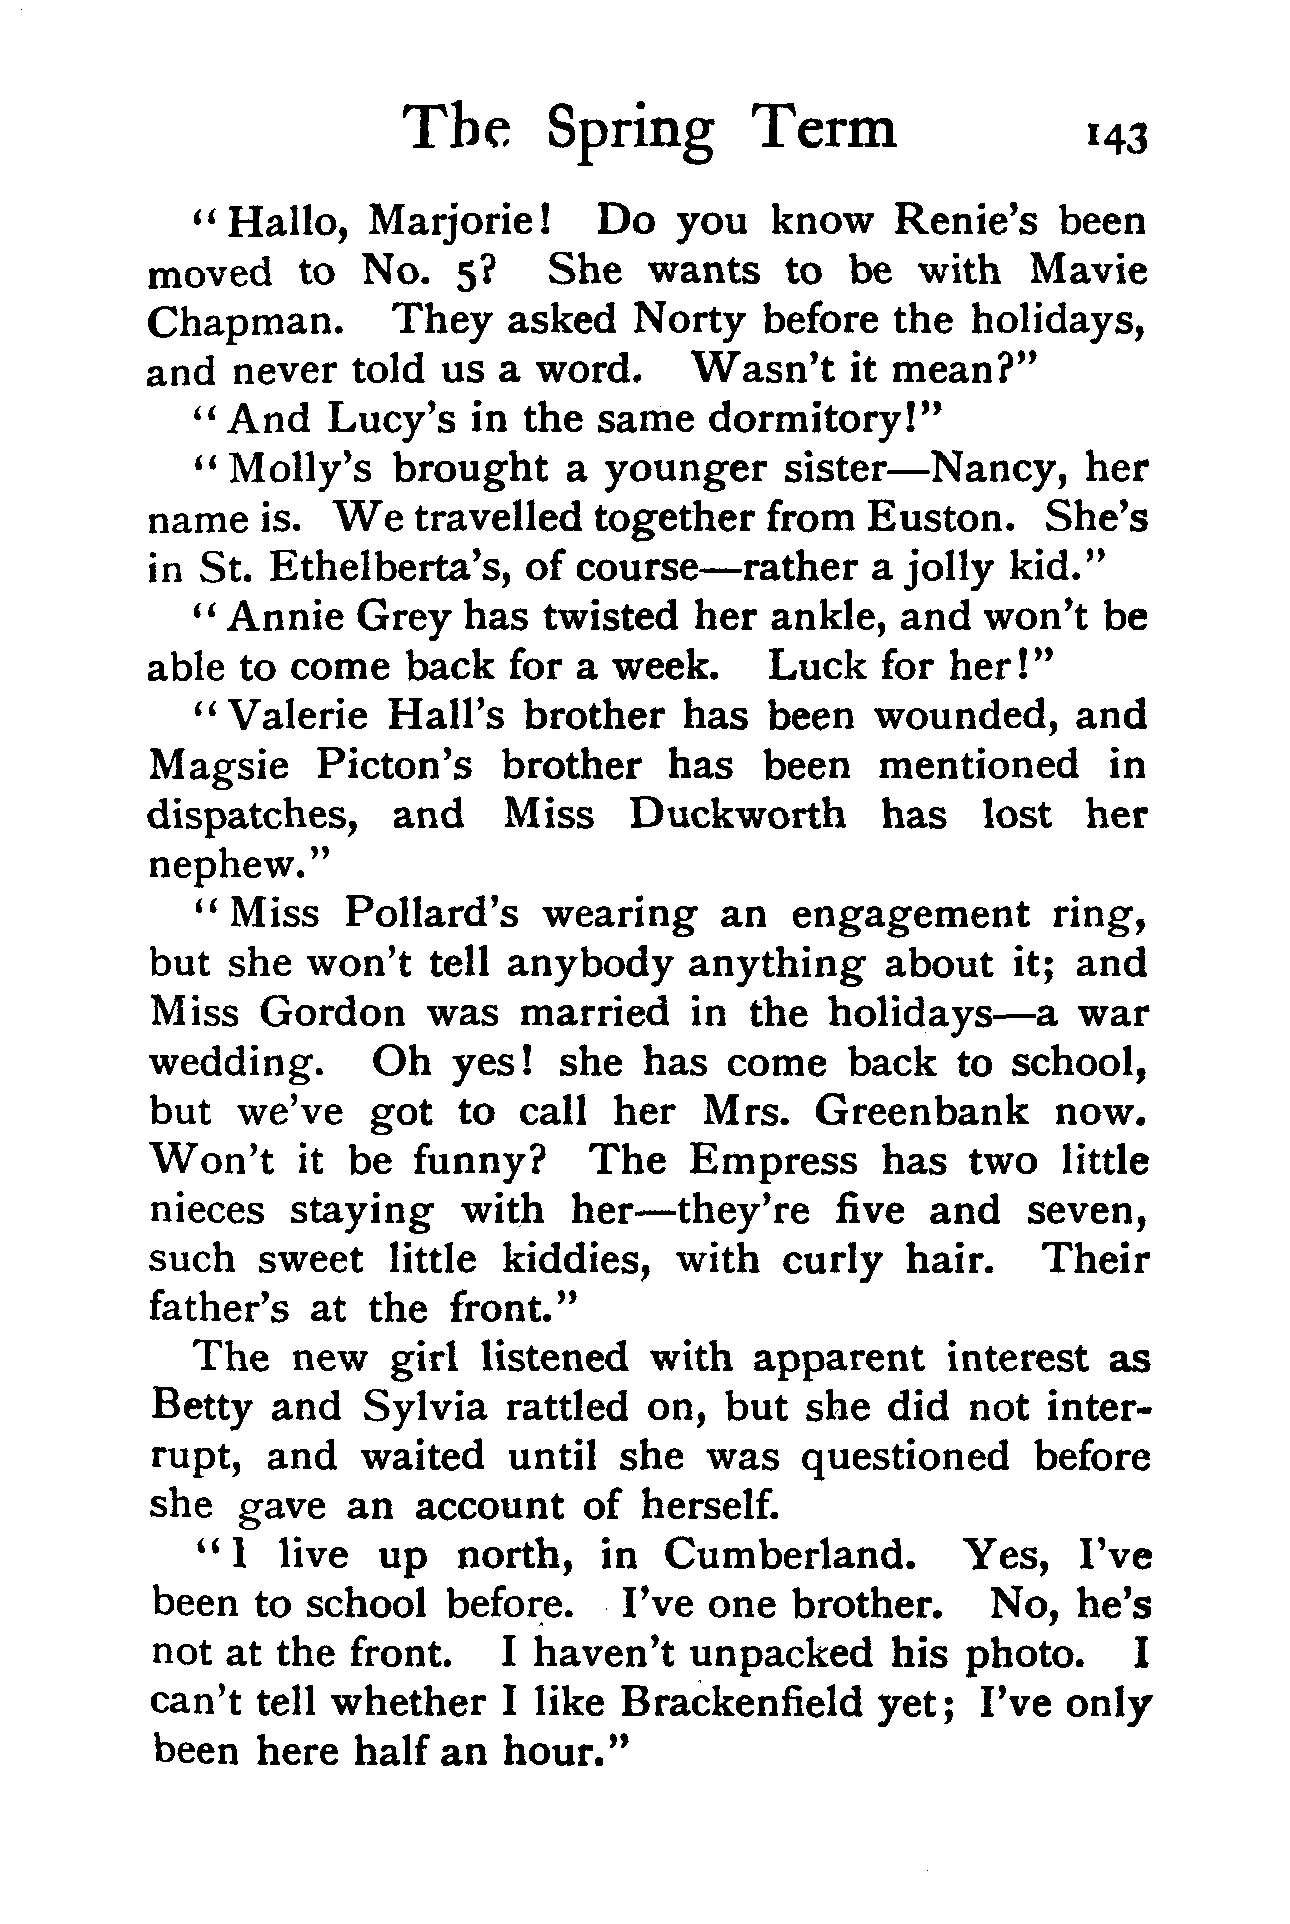 The Spring Term 143
"Hallo, Marjorie! Do you know Renie's been
moved to No. 5? She wants to be with Mavie
Chapman. They asked Norty before the holidays,
and never told us a word. Wasn't it mean?"
"And Lucy's in the same dormitory!"
"Molly's brought a younger sister—Nancy, her
name is. We travelled together from Euston. She's
in St. Ethelberta's, of course—rather a jolly kid."
"Annie Grey has twisted her ankle, and won't be
able to come back for a week. Luck for her!"
"Valerie Hall's brother has been wounded, and
Magsie Picton's brother has been mentioned in
dispatches, and Miss Duckworth has lost her
nephew."
"Miss Pollard's wearing an engagement ring,
but she won't tell anybody anything about it; and
Miss Gordon was married in the holidays—a war
wedding. Oh yes! she has come back to school,
but we've got to call her Mrs. Greenbank now.
Won't it be funny? The Empress has two little
nieces staying with her—they're five and seven,
such sweet little kiddies, with curly hair. Their
father's at the front."
The new girl listened with apparent interest as
Betty and Sylvia rattled on, but she did not inter-
rupt, and waited until she was questioned before
she gave an account of herself.
"I live up north, in Cumberland. Yes, I've
been to school before. I've one brother. No, he's
not at the front. I haven't unpacked his photo. I
can't tell whether I like Brackenfield yet; I've only
been here half an hour."